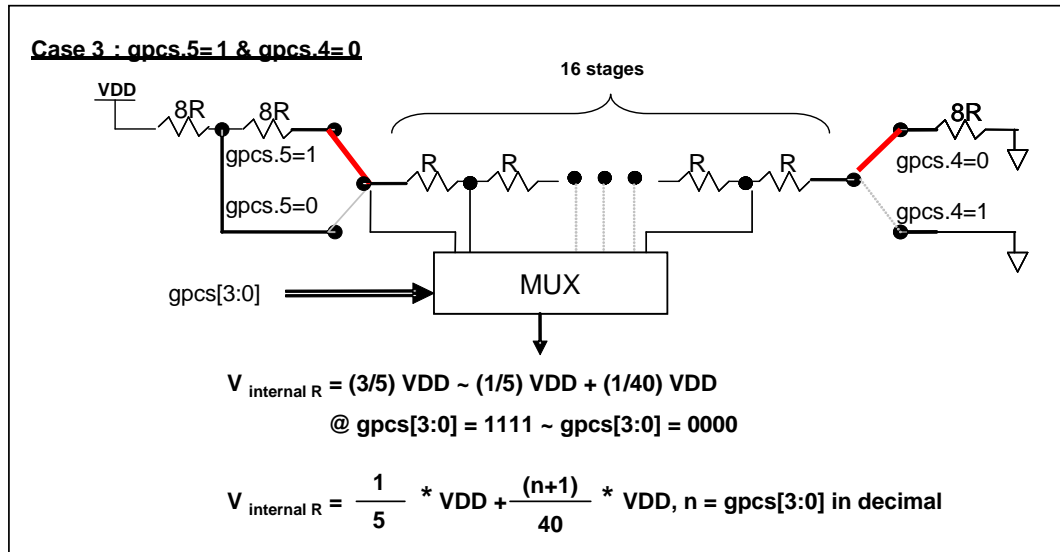 Case 3 : gpcs.5=1 & gpcs.4=0
16 stages
VDD
8R 8R 8R
gpcs.5=1 R R R R gpcs.4=0
gpcs.5=0 gpcs.4=1
MUX
gpcs[3:0]
V internal R = (3/5) VDD ~ (1/5) VDD + (1/40) VDD
@ gpcs[3:0] = 1111 ~ gpcs[3:0] = 0000
V internal R = 1/5 * VDD + (n+1)/40 * VDD, n = gpcs[3:0] in decimal